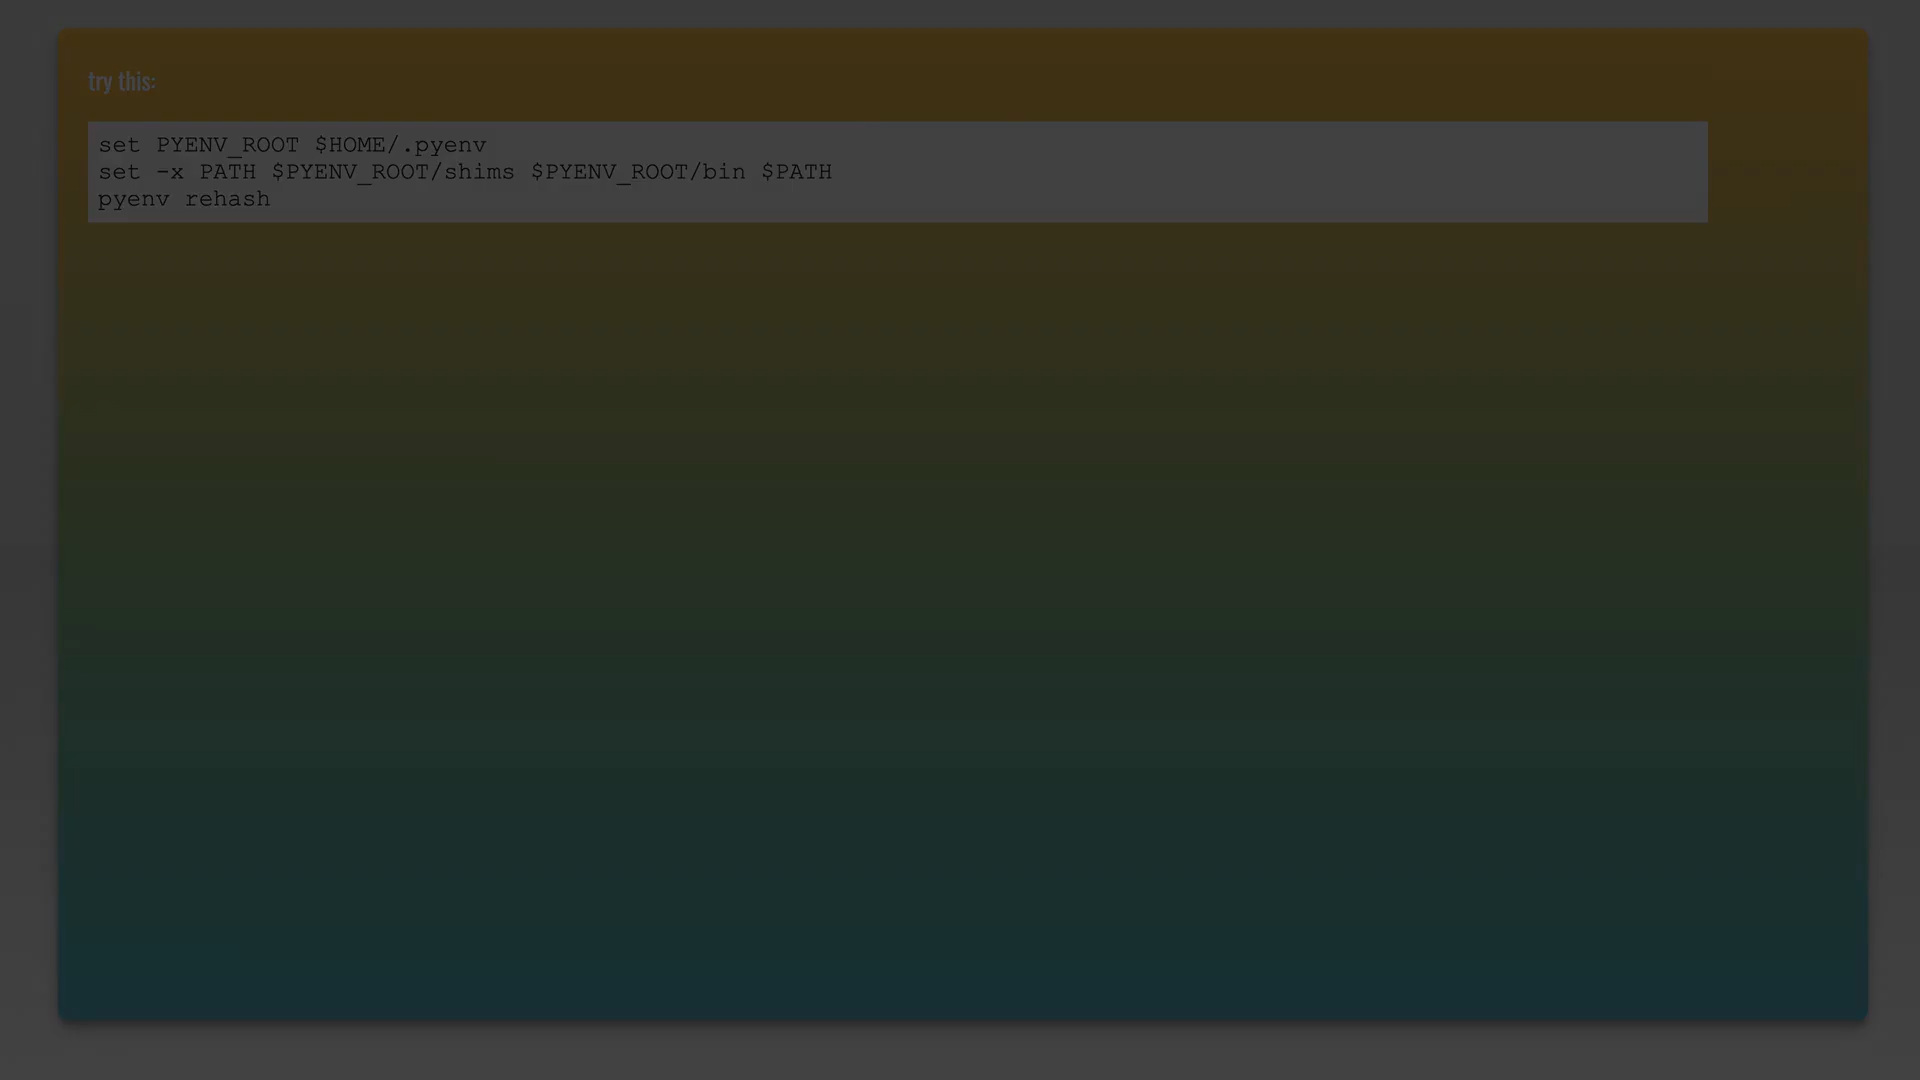 try this:
set PYENV_ROOT $HOME/.pyenv
set -x PATH $PYENV_ROOT/shims $PYENV_ROOT/bin $PATH
pyenv rehash